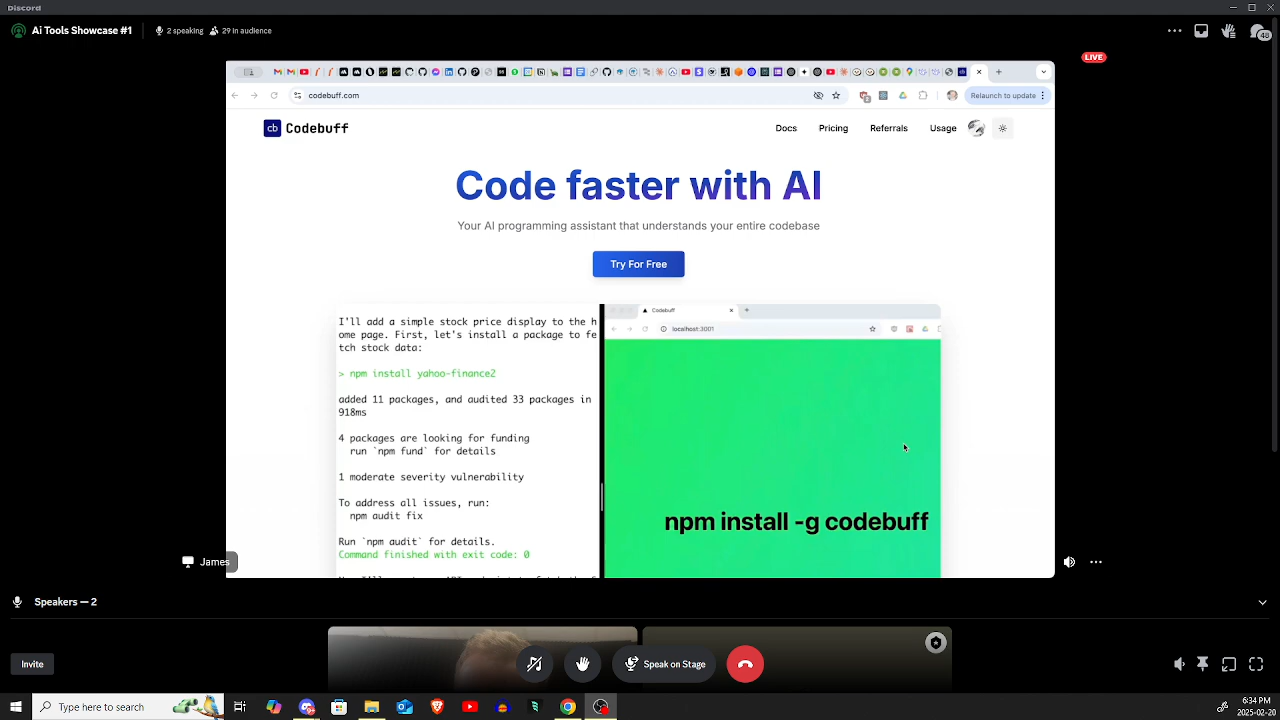 Discord
Ai Tools Showcase #1
2 speaking
29 in audience
48
LIVE
codebuff.com
Relaunch to update
cb
Codebuff
Docs
Pricing
Referrals
Usage
Code faster with AI
Your AI programming assistant that understands your entire codebase
Try For Free
I'll add a simple stock price display to the h
ome page. First, let's install a package to fe
tch stock data:
> npm install yahoo-finance2
added 11 packages, and audited 33 packages in
918ms
4 packages are looking for funding
run `npm fund` for details
1 moderate severity vulnerability
To address all issues, run:
npm audit fix
Run `npm audit` for details.
Command finished with exit code: 0
Codebuff
localhost:3001
npm install -g codebuff
James
Speakers — 2
Invite
Speak on Stage
Type here to search
6:34 PM
2025-02-20